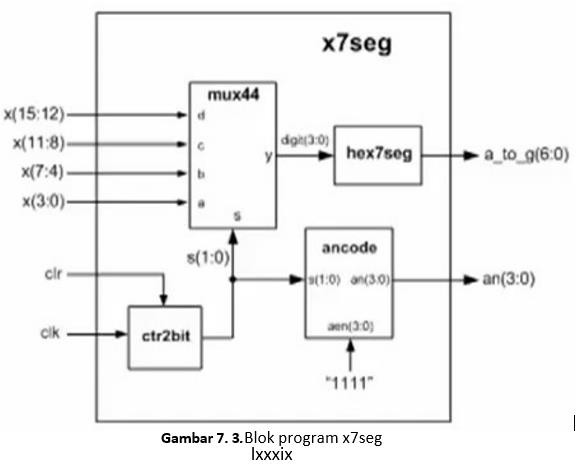 x7seg
mux44
x(15:12)
d
x(11:8)
c
x(7:4)
b
x(3:0)
a
y
s
digit(3:0)
hex7seg
a_to_g(6:0)
s(1:0)
ancode
s(1:0) an(3:0)
an(3:0)
aen(3:0)
"1111"
clr
clk
ctr2bit
Gambar 7. 3.Blok program x7seg
lxxxix